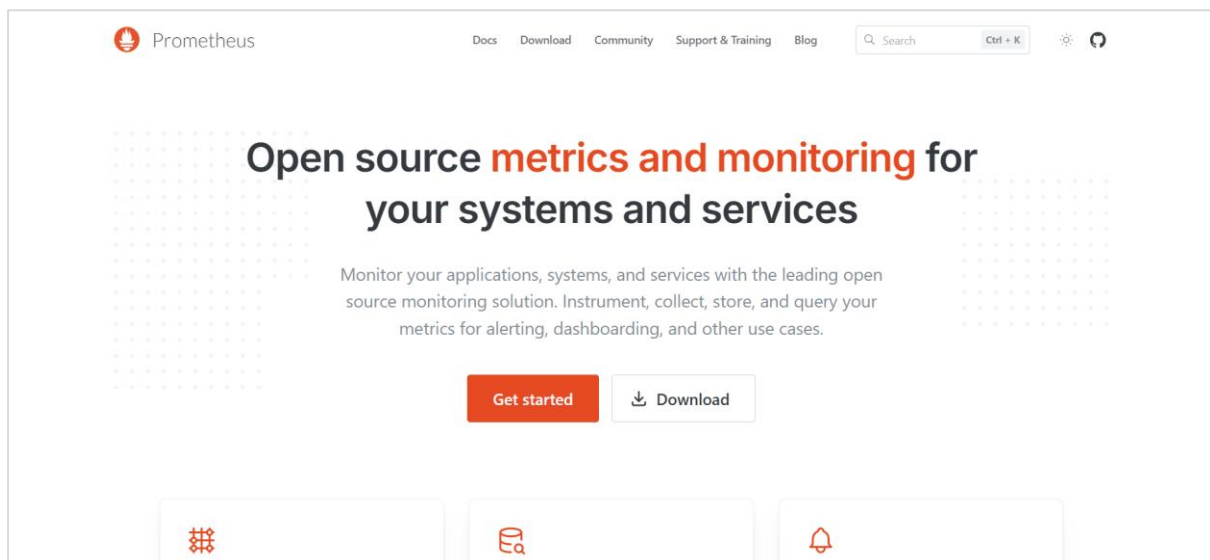 Prometheus
Docs Download Community Support & Training Blog Search Ctrl + K
Open source metrics and monitoring for
your systems and services
Monitor your applications, systems, and services with the leading open
source monitoring solution. Instrument, collect, store, and query your
metrics for alerting, dashboarding, and other use cases.
Get started Download